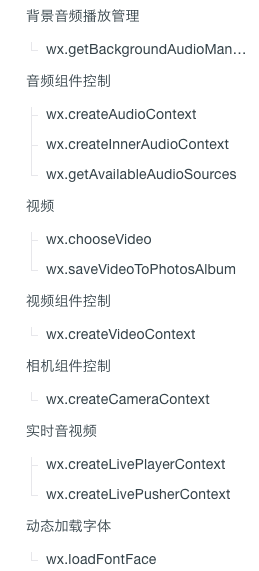 背景音频播放管理
wx.getBackgroundAudioMan...
音频组件控制
wx.createAudioContext
wx.createInnerAudioContext
wx.getAvailableAudioSources
视频
wx.chooseVideo
wx.saveVideoToPhotosAlbum
视频组件控制
wx.createVideoContext
相机组件控制
wx.createCameraContext
实时音视频
wx.createLivePlayerContext
wx.createLivePusherContext
动态加载字体
wx.loadFontFace